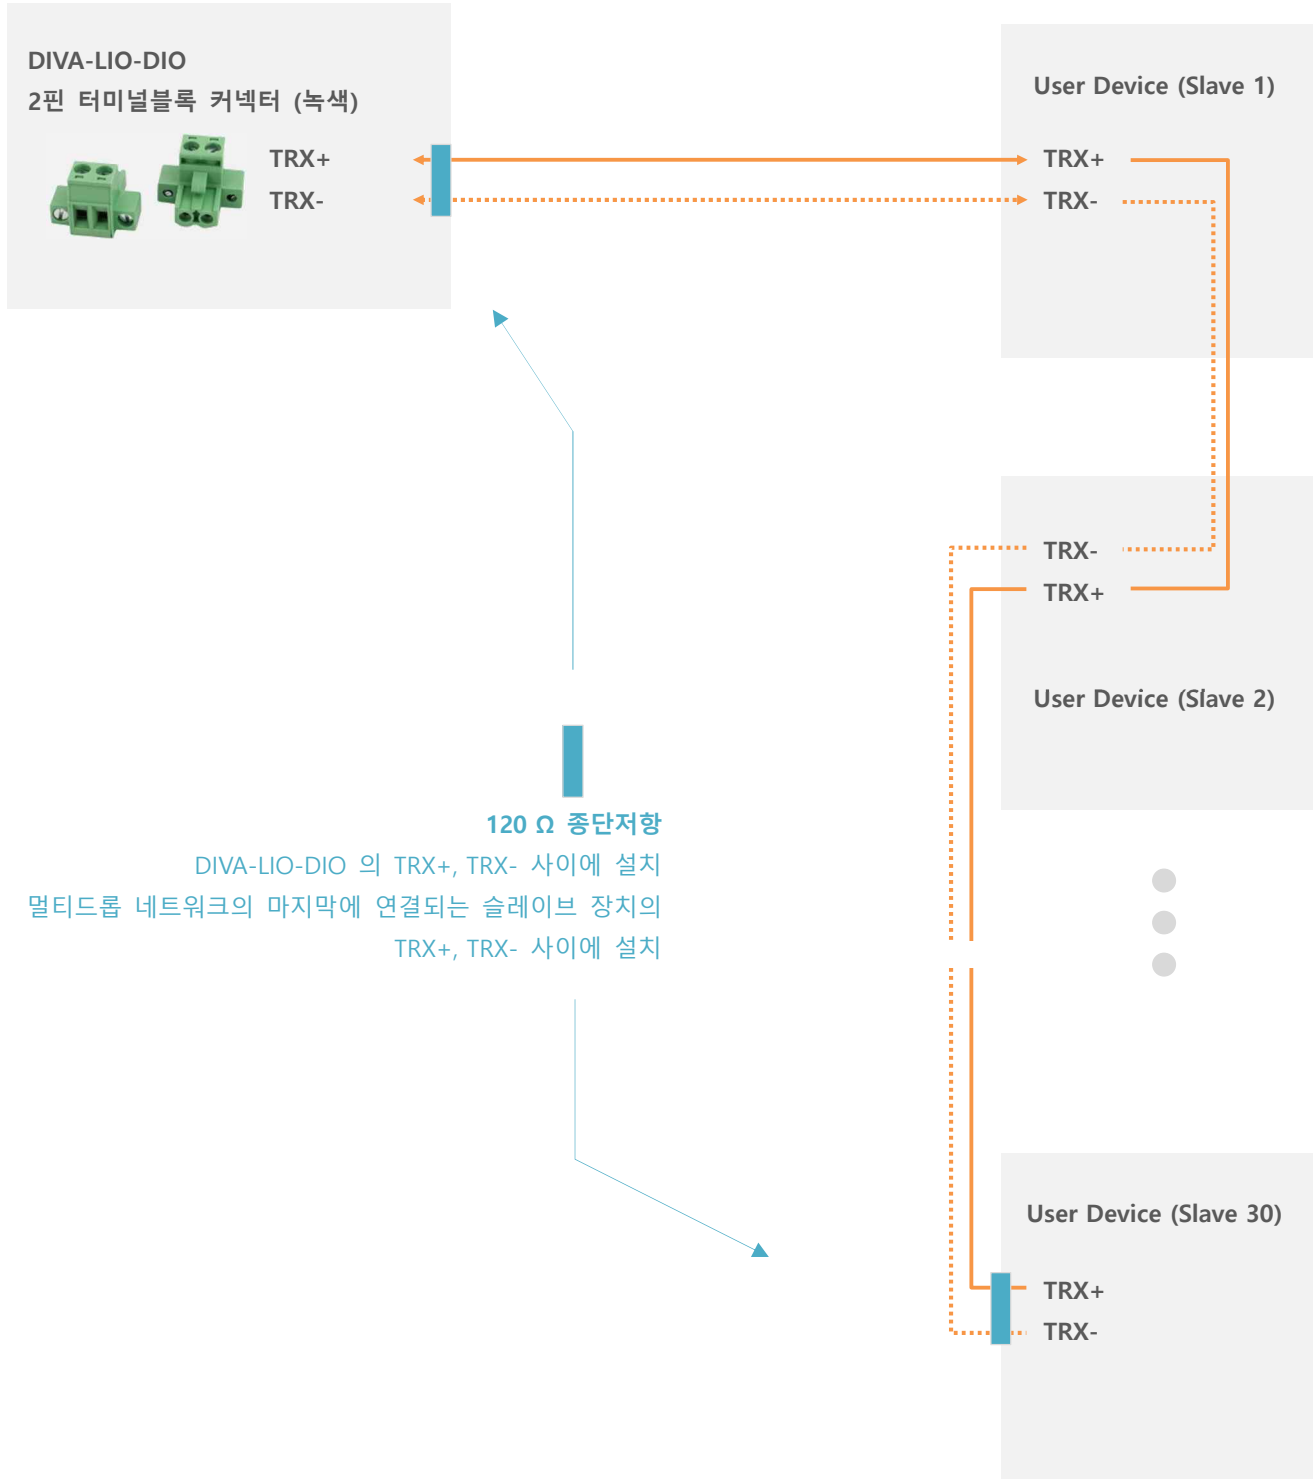 DIVA-LIO-DIO
2핀 터미널블록 커넥터 (녹색)
TRX+
TRX-
User Device (Slave 1)
TRX+
TRX-
TRX-
TRX+
User Device (Slave 2)
120 Ω 종단저항
DIVA-LIO-DIO 의 TRX+, TRX- 사이에 설치
멀티드롭 네트워크의 마지막에 연결되는 슬레이브 장치의
TRX+, TRX- 사이에 설치
User Device (Slave 30)
TRX+
TRX-